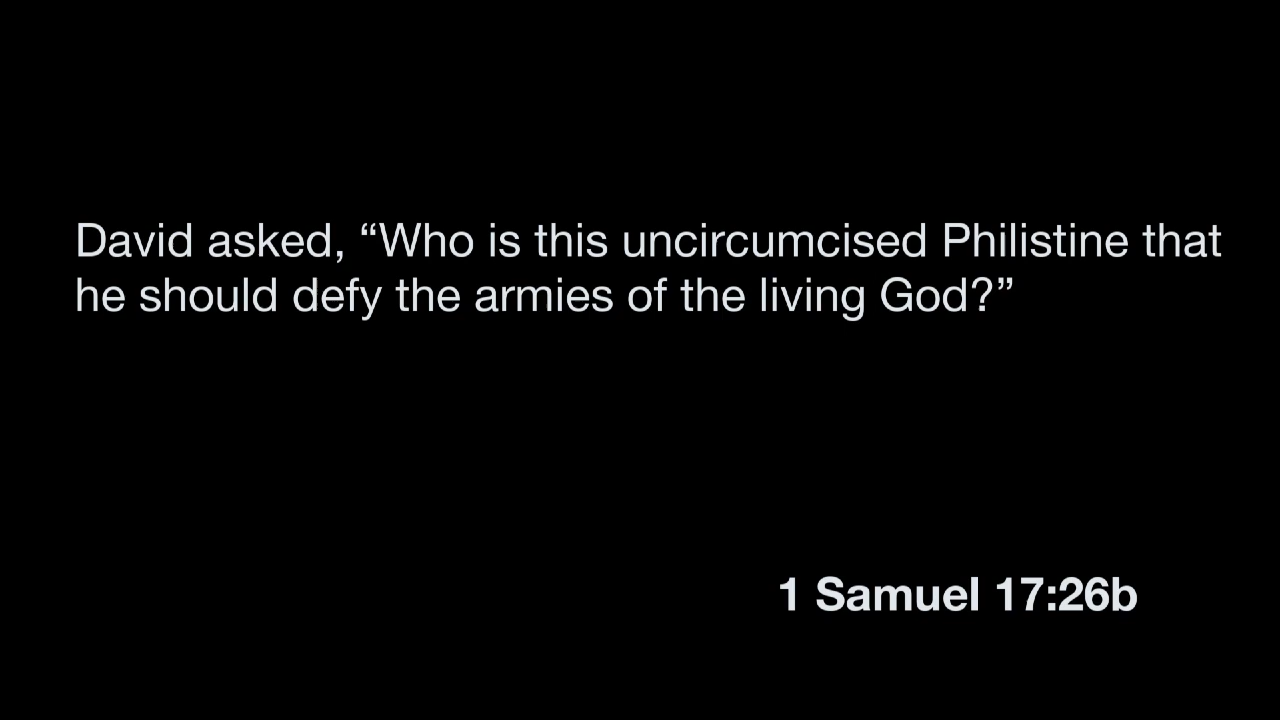 David asked, “Who is this uncircumcised Philistine that
he should defy the armies of the living God?”
1 Samuel 17:26b